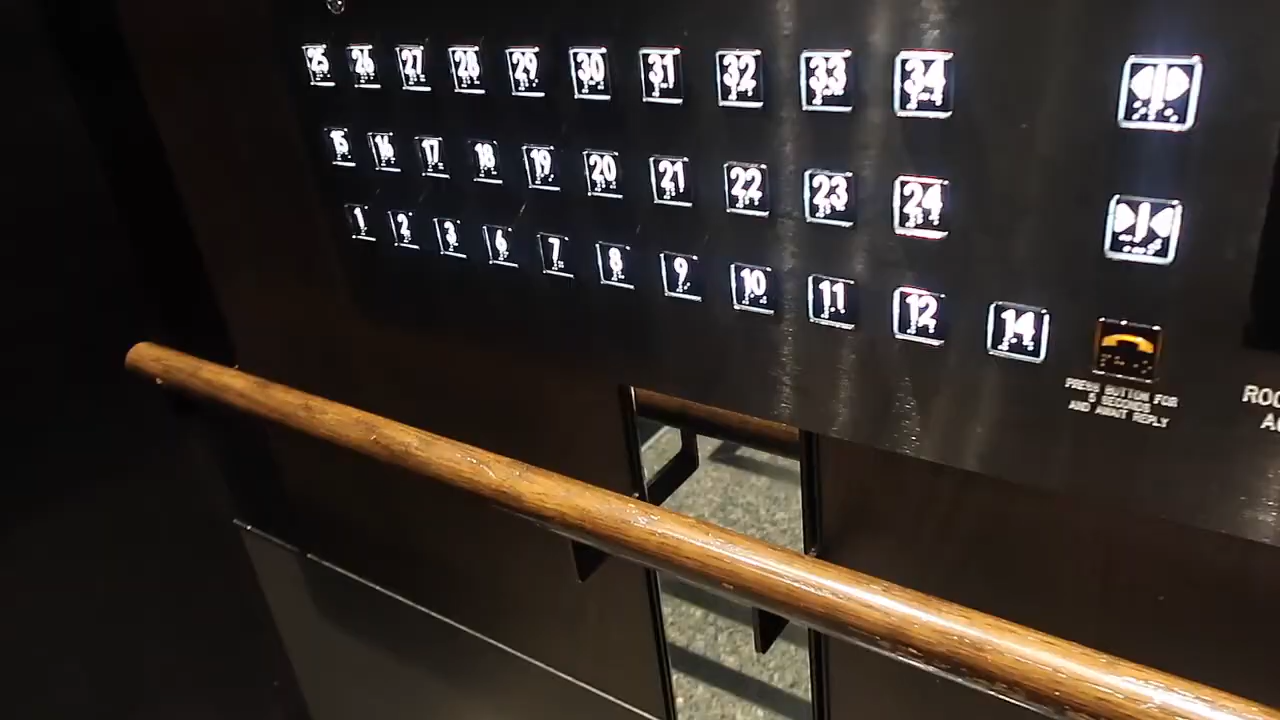 25 26 27 28 29 30 31 32 33 34
15 16 17 18 19 20 21 22 23 24
1 2 3 6 7 8 9 10 11 12 14
PRESS BUTTON FOR
5 SECONDS
AND AWAIT REPLY